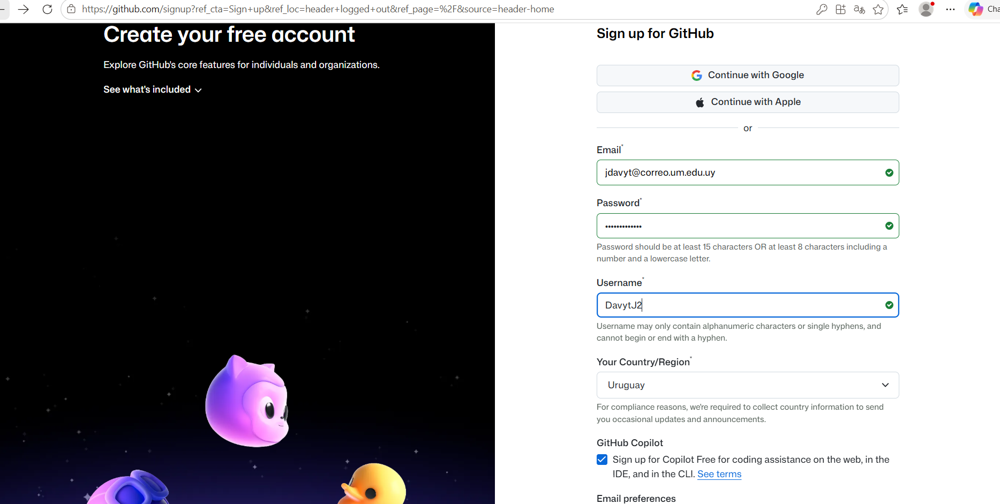 https://github.com/signup?ref_cta=Sign+up&ref_loc=header+logged+out&ref_page=%2F&source=header-home
Create your free account
Explore GitHub's core features for individuals and organizations.
See what's included
Sign up for GitHub
Continue with Google
Continue with Apple
or
Email*
jdavyt@correo.um.edu.uy
Password*
•••••••••••••
Password should be at least 15 characters OR at least 8 characters including a
number and a lowercase letter.
Username*
DavytJ2
Username may only contain alphanumeric characters or single hyphens, and
cannot begin or end with a hyphen.
Your Country/Region*
Uruguay
For compliance reasons, we're required to collect country information to send
you occasional updates and announcements.
GitHub Copilot
Sign up for Copilot Free for coding assistance on the web, in the
IDE, and in the CLI. See terms
Email preferences